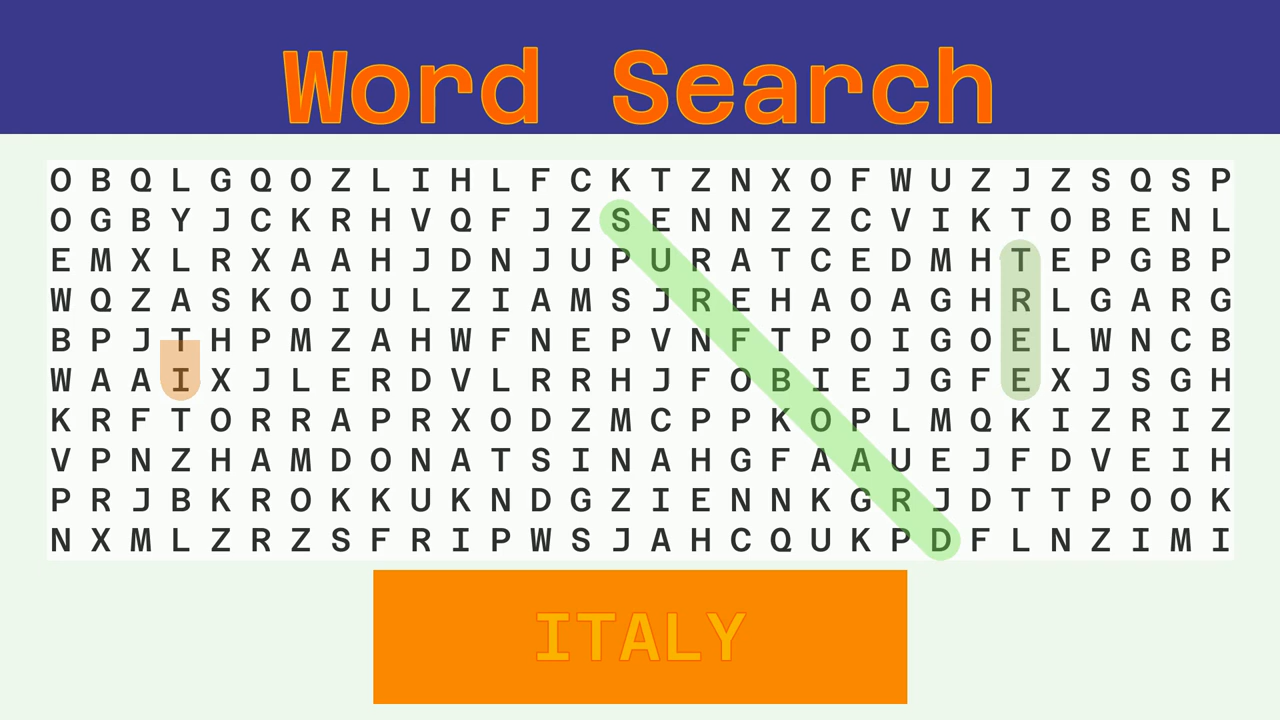 Word Search
O B Q L G Q O Z L I H L F C K T Z N X O F W U Z J Z S Q S P
O G B Y J C K R H V Q F J Z S E N N Z Z C V I K T O B E N L
E M X L R X A A H J D N J U P U R A T C E D M H T E P G B P
W Q Z A S K O I U L Z I A M S J R E H A O A G H R L G A R G
B P J T H P M Z A H W F N E P V N F T P O I G O E L W N C B
W A A I X J L E R D V L R R H J F O B I E J G F E X J S G H
K R F T O R R A P R X O D Z M C P P K O P L M Q K I Z R I Z
V P N Z H A M D O N A T S I N A H G F A A U E J F D V E I H
P R J B K R O K K U K N D G Z I E N N K G R J D T T P O O K
N X M L Z R Z S F R I P W S J A H C Q U K P D F L N Z I M I
ITALY